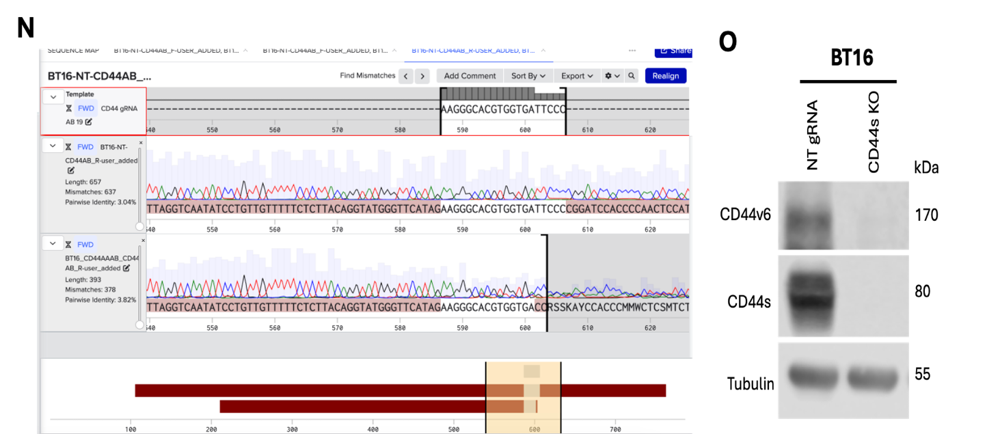 N
SEQUENCE MAP BT16-NT-CD44AB_F-USER_ADDED, BT1... BT16-NT-CD44AB_F-USER_ADDED, BT1... BT16-NT-CD44AB_R-USER_ADDED, BT... ... Share
BT16-NT-CD44AB_... Find Mismatches Add Comment Sort By Export Realign
Template
FWD CD44 gRNA
AB 19
AAGGGCACGTGGTGATTCCC
540 550 560 570 580 590 600 610 620
FWD BT16-NT-
CD44AB_R-user_added
Length: 657
Mismatches: 637
Pairwise Identity: 3.04%
TTAGGTCAATATCCTGTTGTTTTTCTCTTACAGGTATGGGTTCATAGAAGGGCACGTGGTGATTCCCCGGATCCACCCCAACTCCAT
540 550 560 570 580 590 600 610 620
FWD
BT16_CD44AAAB_CD44
AB_R-user_added
Length: 393
Mismatches: 378
Pairwise Identity: 3.82%
TTAGGTCAATATCCTGTTGTTTTTCTCTTACAGGTATGGGTTCATAGAAGGGCACGTGGTGACCRSSKAYCCACCCMMWCTCSMTCT
540 550 560 570 580 590 600 610 620
100 200 300 400 500 600 700
O
BT16
NT gRNA
CD44s KO
kDa
CD44v6 170
CD44s 80
Tubulin 55